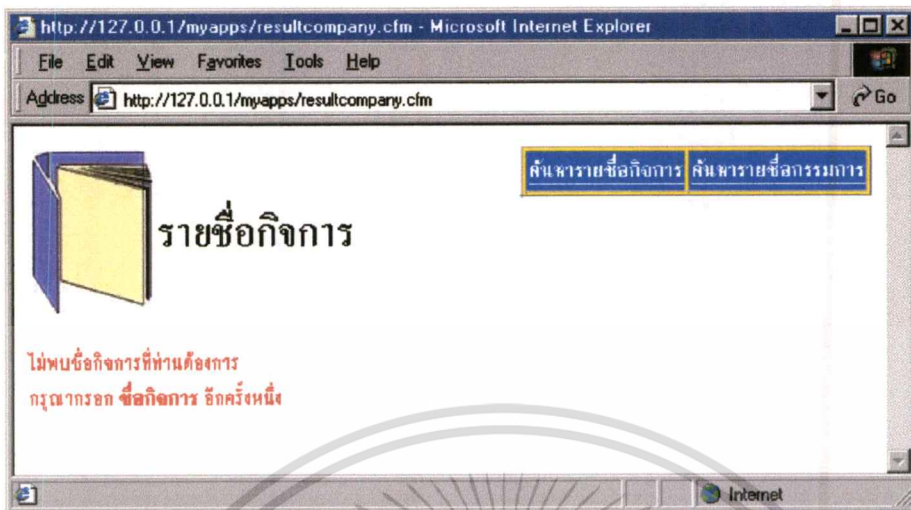 http://127.0.0.1/myapps/resultcompany.cfm - Microsoft Internet Explorer
File Edit View Favorites Tools Help
Address http://127.0.0.1/myapps/resultcompany.cfm Go
ค้นหารายชื่อกิจการ ค้นหารายชื่อกรรมการ
รายชื่อกิจการ
ไม่พบชื่อกิจการที่ท่านต้องการ
กรุณากรอก ชื่อกิจการ อีกครั้งหนึ่ง
Internet